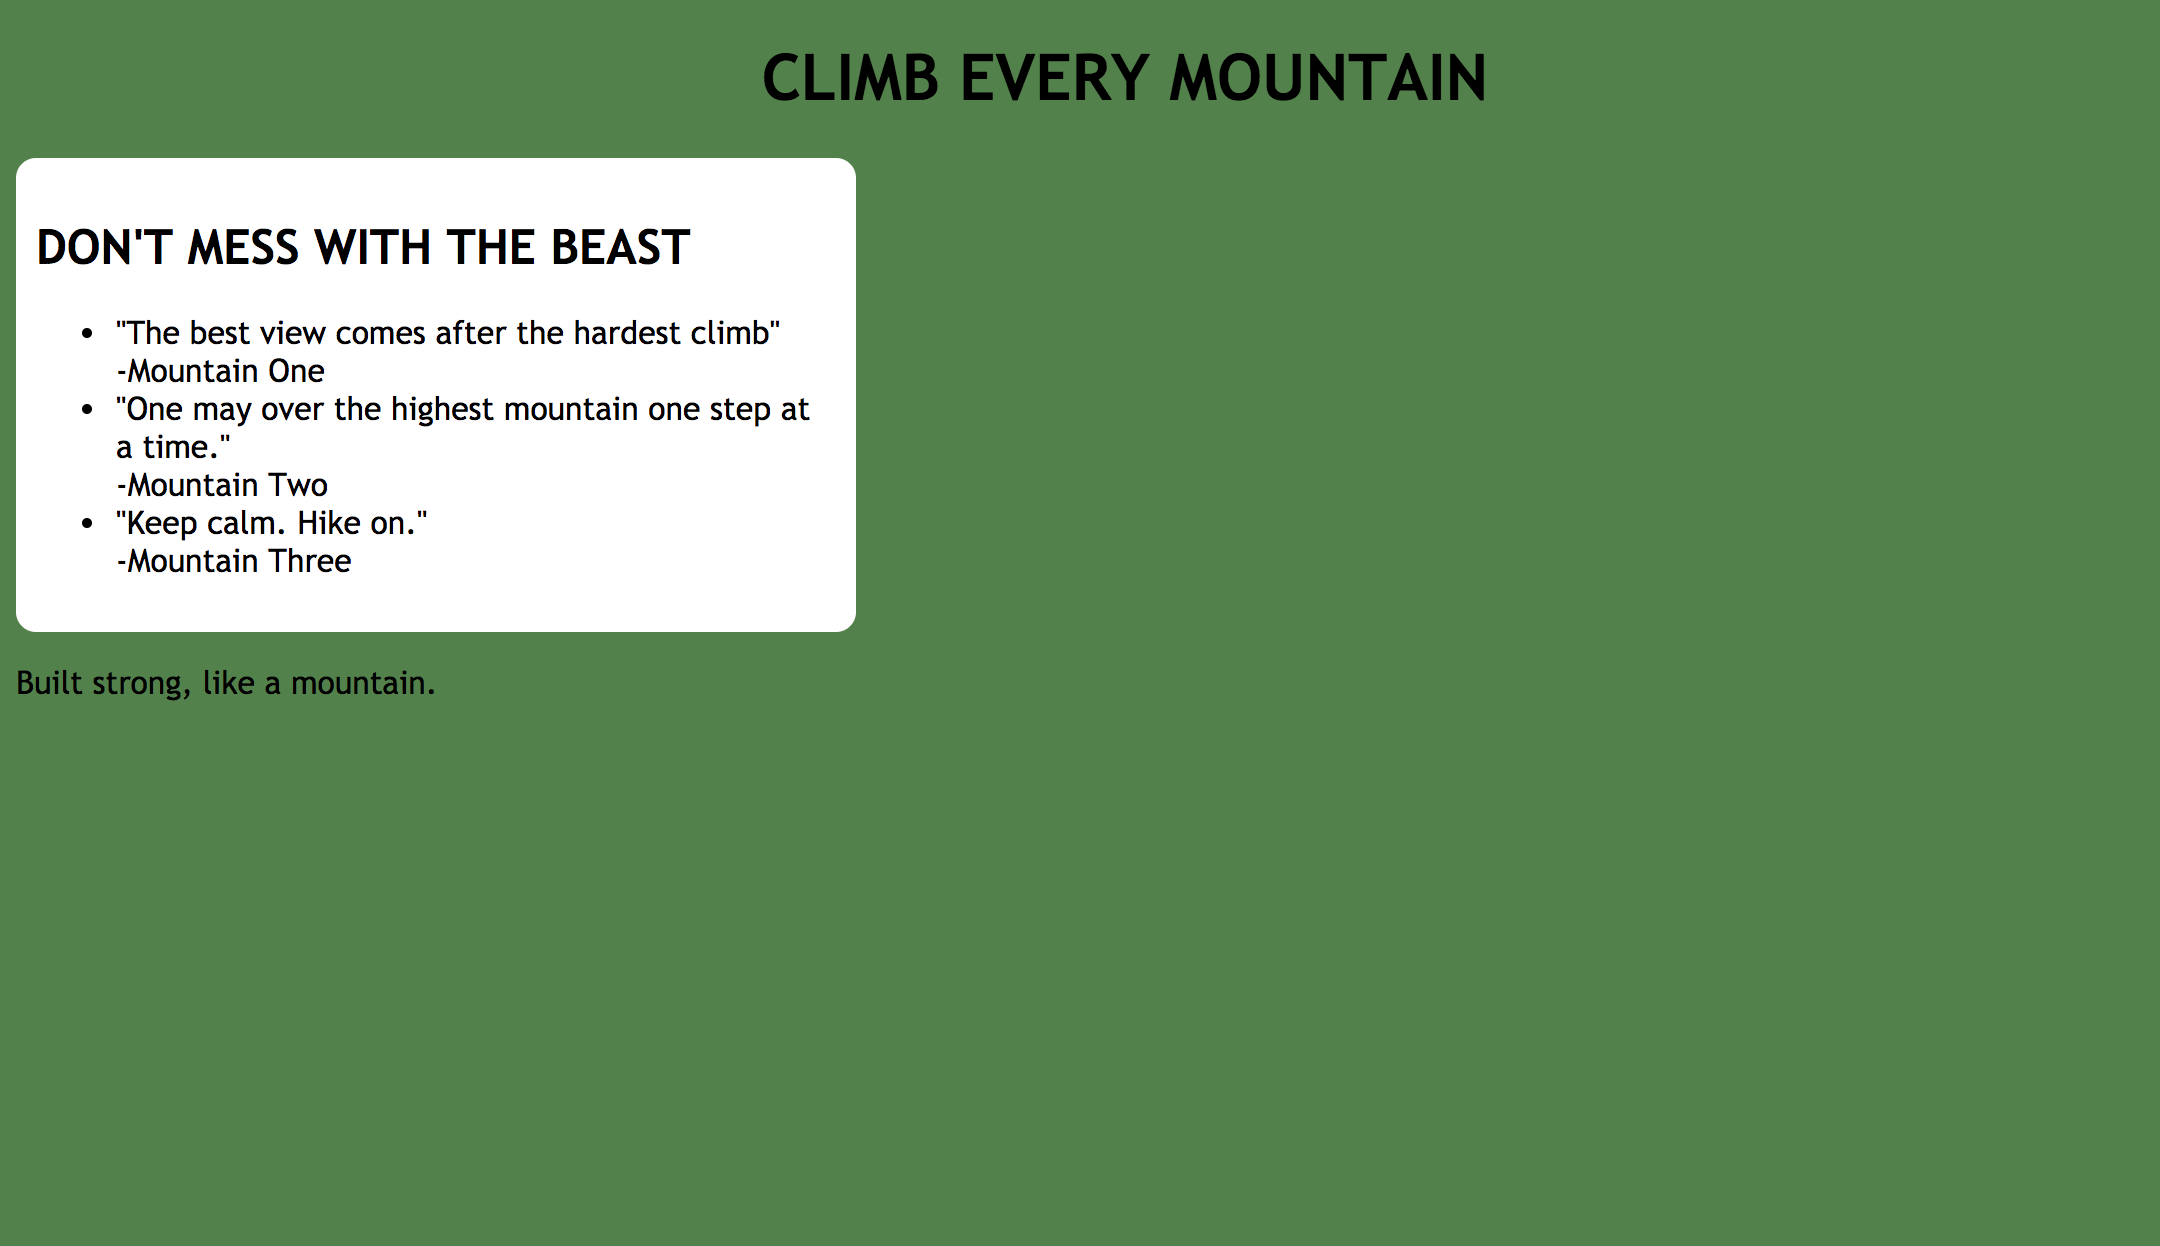 CLIMB EVERY MOUNTAIN
DON'T MESS WITH THE BEAST
• "The best view comes after the hardest climb"
-Mountain One
• "One may over the highest mountain one step at
a time."
-Mountain Two
• "Keep calm. Hike on."
-Mountain Three
Built strong, like a mountain.